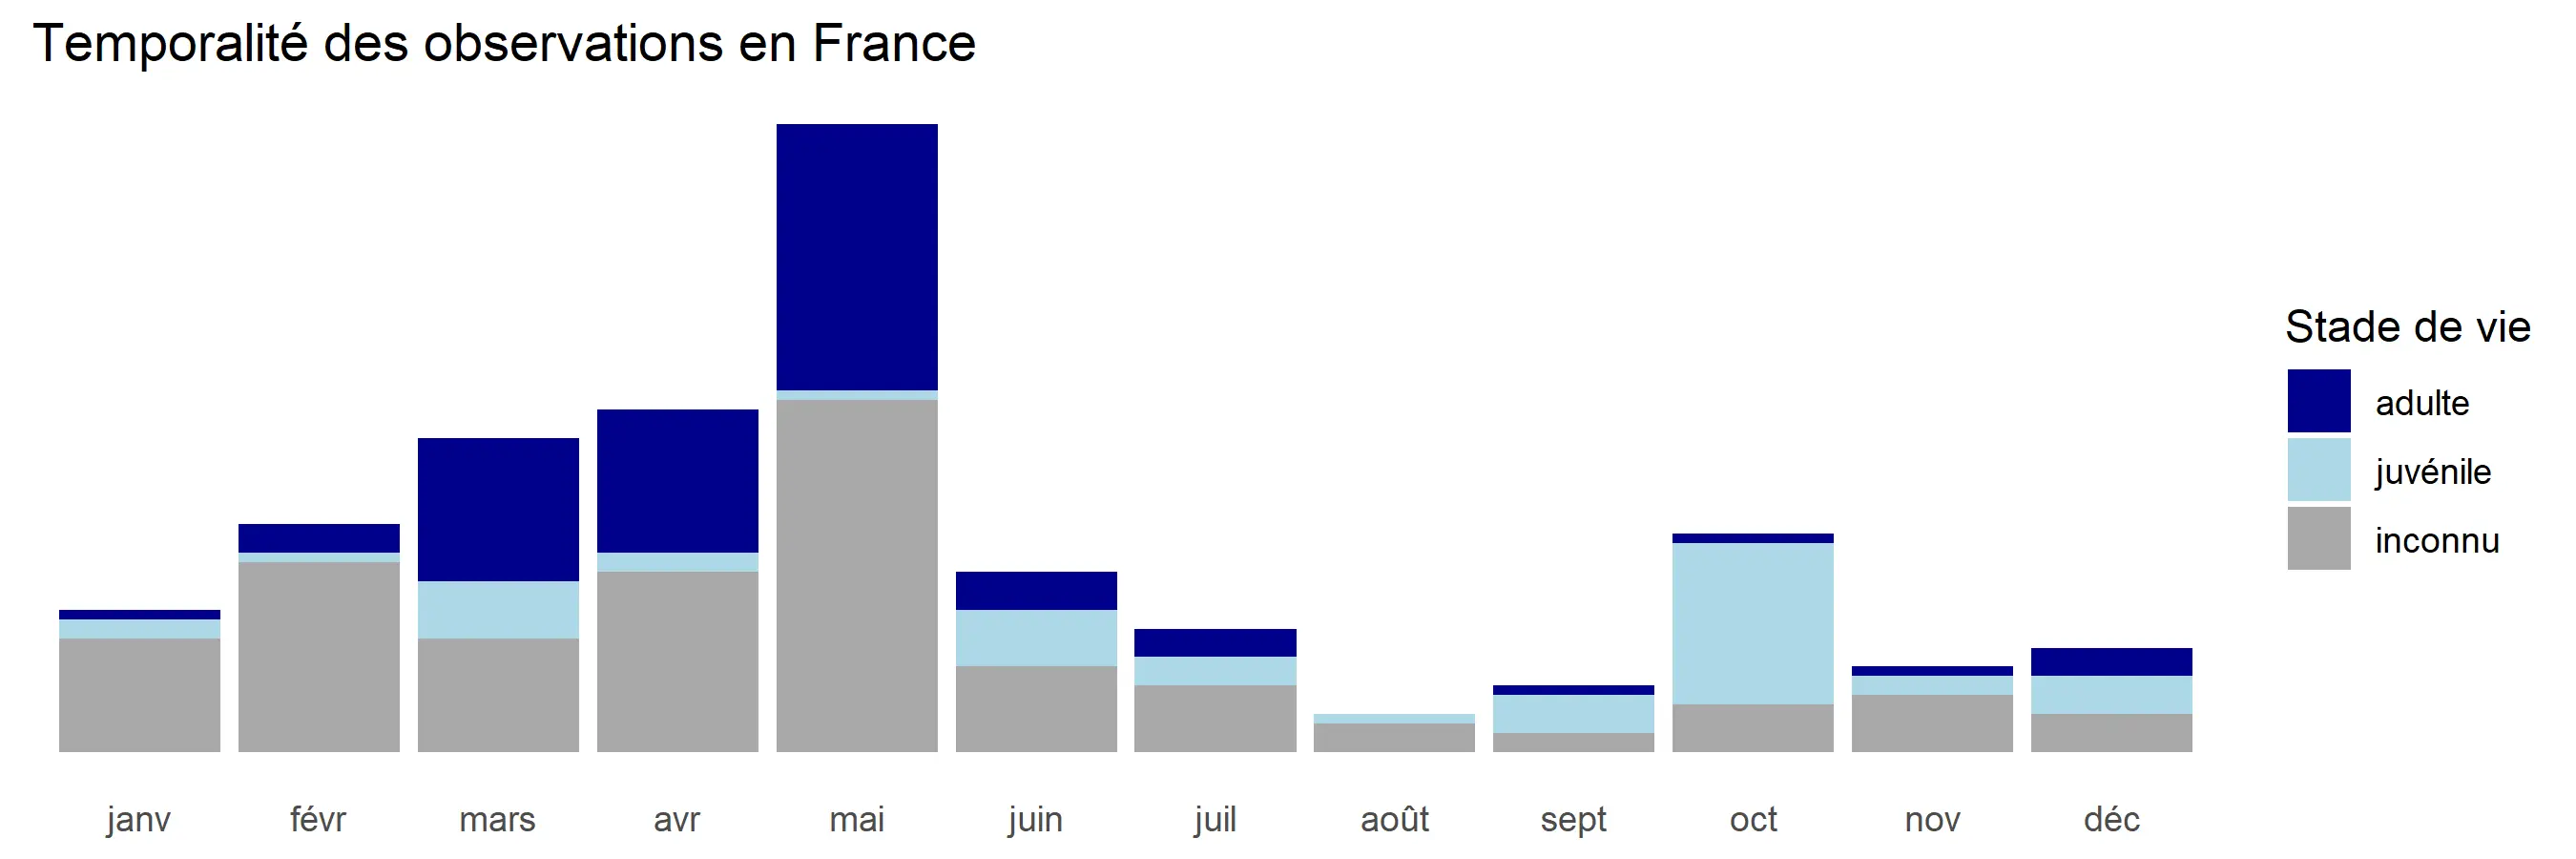 Temporalité des observations en France
Stade de vie
adulte
juvénile
inconnu
janv févr mars avr mai juin juil août sept oct nov déc